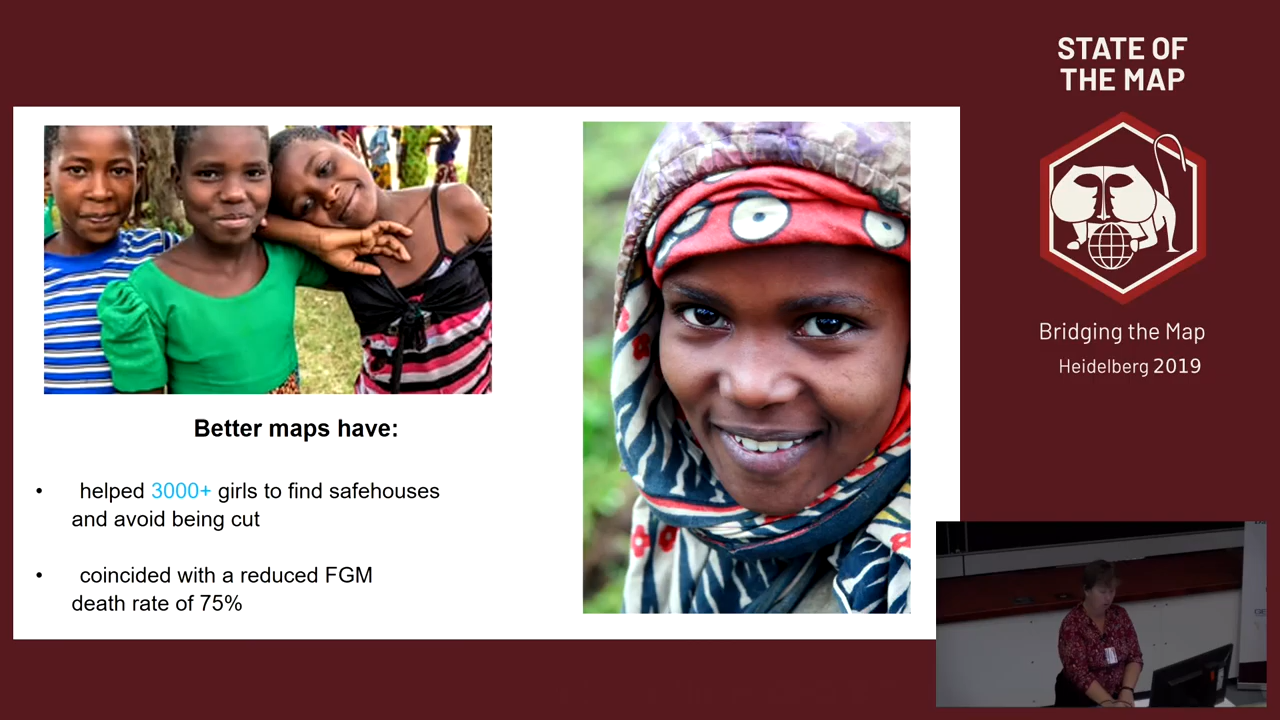 STATE OF
THE MAP
Bridging the Map
Heidelberg 2019
Better maps have:
• helped 3000+ girls to find safehouses
and avoid being cut
• coincided with a reduced FGM
death rate of 75%